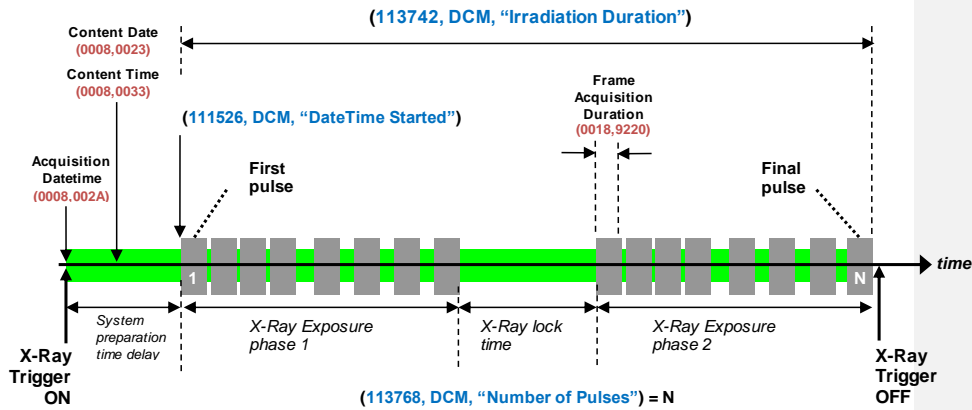 (113742, DCM, “Irradiation Duration”)
Content Date
(0008,0023)
Content Time
(0008,0033)
Frame
Acquisition
Duration
(0018,9220)
(111526, DCM, “DateTime Started”)
Acquisition
Datetime
(0008,002A)
First
pulse
Final
pulse
1
N
time
System
preparation
time delay
X-Ray Exposure
phase 1
X-Ray lock
time
X-Ray Exposure
phase 2
X-Ray
Trigger
ON
X-Ray
Trigger
OFF
(113768, DCM, “Number of Pulses”) = N